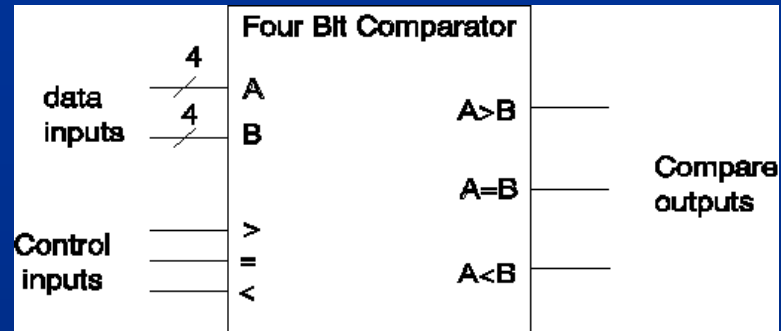 Four Bit Comparator
4
data
inputs
A
4
B
A>B
A=B
A<B
Compare
outputs
Control
inputs
>
=
<